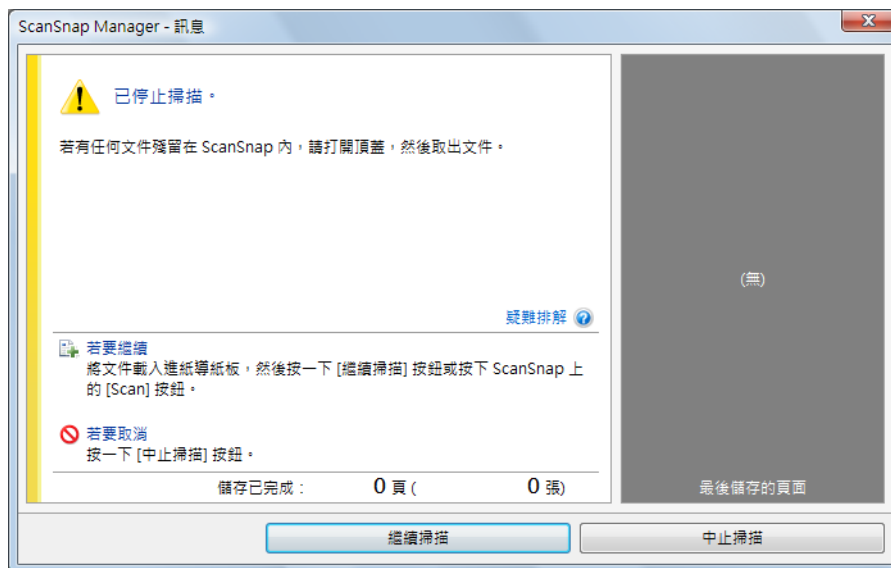 ScanSnap Manager - 訊息
已停止掃描。
若有任何文件殘留在 ScanSnap 內，請打開頂蓋，然後取出文件。
(無)
疑難排解
若要繼續
將文件載入進紙導紙板，然後按一下 [繼續掃描] 按鈕或按下 ScanSnap 上
的 [Scan] 按鈕。
若要取消
按一下 [中止掃描] 按鈕。
儲存已完成： 0 頁 ( 0 張)
最後儲存的頁面
繼續掃描
中止掃描